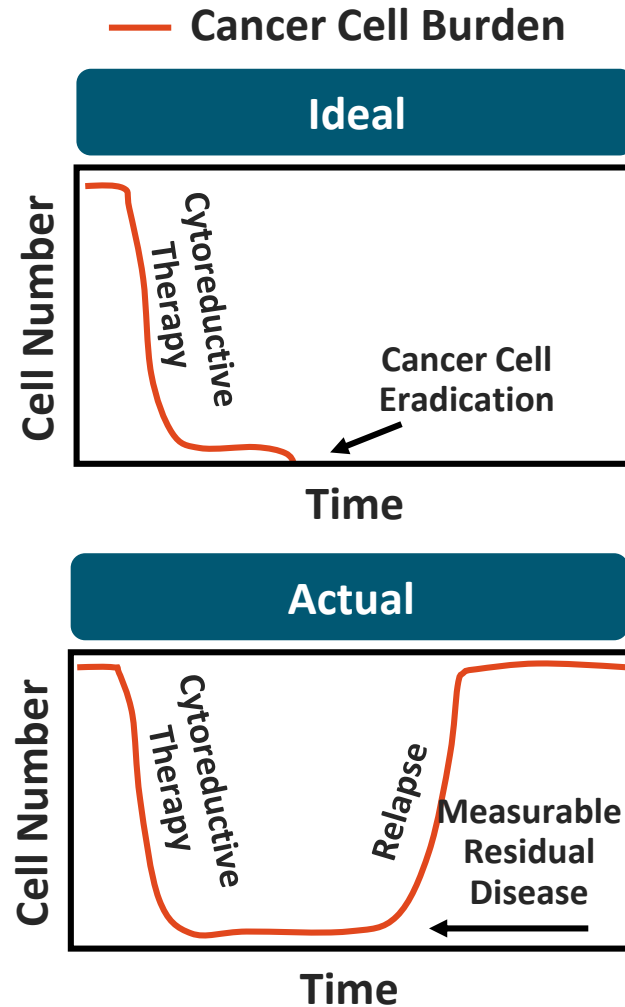 Cancer Cell Burden
Ideal
Cell Number
Cytoreductive
Therapy
Cancer Cell
Eradication
Time
Actual
Cell Number
Cytoreductive
Therapy
Relapse
Measurable
Residual
Disease
Time